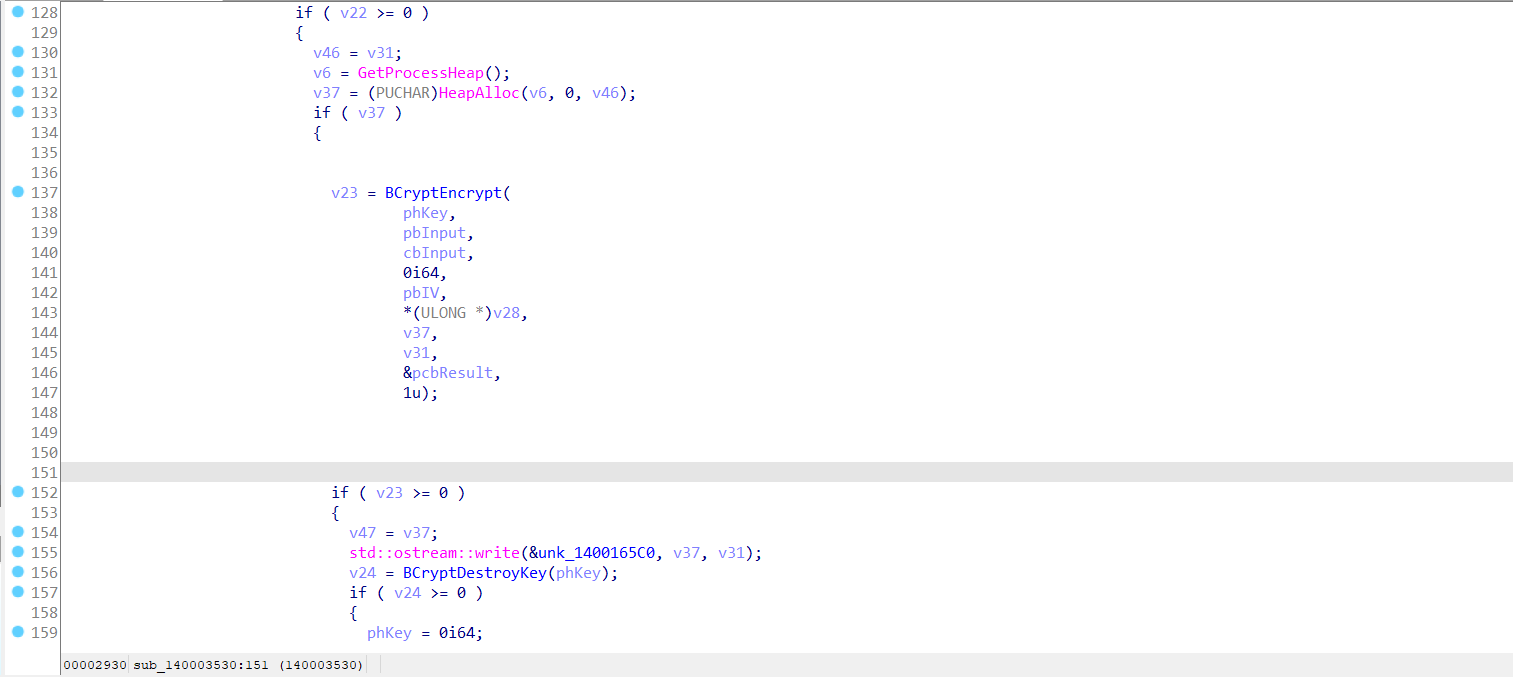 128 if ( v22 >= 0 )
129 {
130 v46 = v31;
131 v6 = GetProcessHeap();
132 v37 = (PUCHAR)HeapAlloc(v6, 0, v46);
133 if ( v37 )
134 {
135
136
137 v23 = BCryptEncrypt(
138 phKey,
139 pbInput,
140 cbInput,
141 0i64,
142 pbIV,
143 *(ULONG *)v28,
144 v37,
145 v31,
146 &pcbResult,
147 1u);
148
149
150
151
152 if ( v23 >= 0 )
153 {
154 v47 = v37;
155 std::ostream::write(&unk_1400165C0, v37, v31);
156 v24 = BCryptDestroyKey(phKey);
157 if ( v24 >= 0 )
158 {
159 phKey = 0i64;
00002930 sub_140003530:151 (140003530)